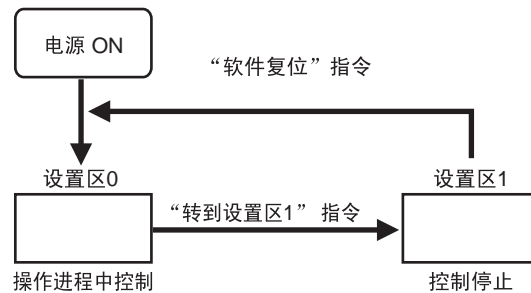 电源 ON
“软件复位”指令
设置区0
设置区1
“转到设置区1” 指令
操作进程中控制
控制停止